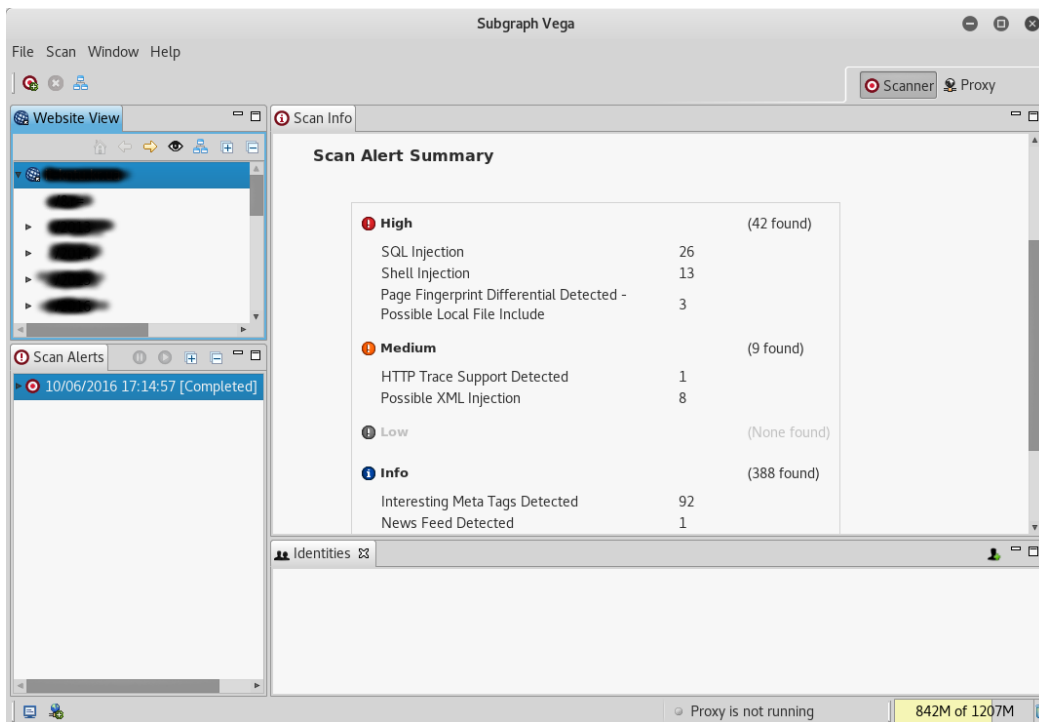 Subgraph Vega
File Scan Window Help
Scanner Proxy
Website View
Scan Info
Scan Alert Summary
High (42 found)
SQL Injection 26
Shell Injection 13
Page Fingerprint Differential Detected -
Possible Local File Include 3
Medium (9 found)
HTTP Trace Support Detected 1
Possible XML Injection 8
Low (None found)
Info (388 found)
Interesting Meta Tags Detected 92
News Feed Detected 1
Scan Alerts
10/06/2016 17:14:57 [Completed]
Identities
Proxy is not running 842M of 1207M